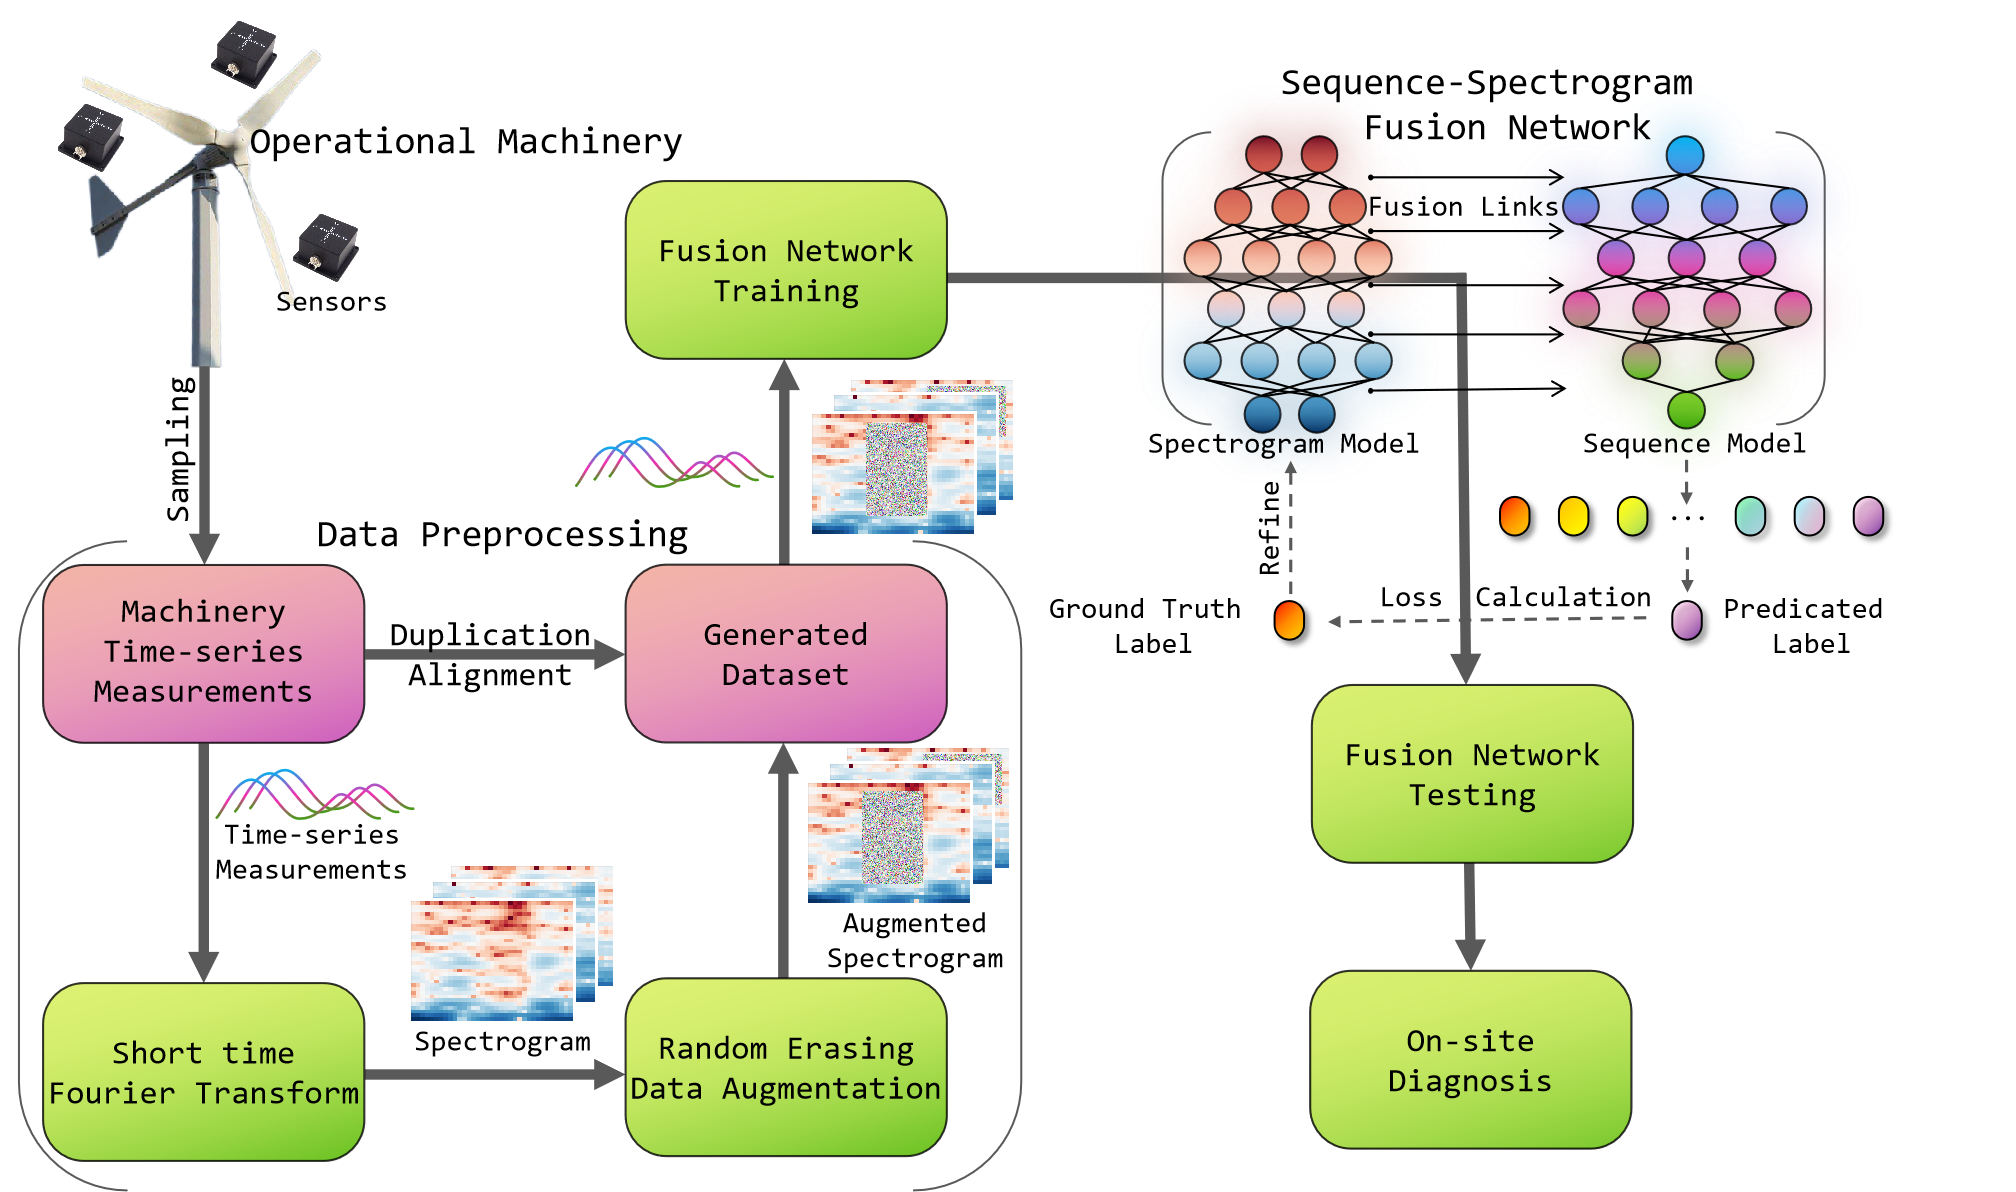 Operational Machinery
Sensors
Sampling
Data Preprocessing
Machinery
Time-series
Measurements
Duplication
Alignment
Generated
Dataset
Time-series
Measurements
Short time
Fourier Transform
Spectrogram
Random Erasing
Data Augmentation
Augmented
Spectrogram
Fusion Network
Training
Sequence-Spectrogram
Fusion Network
Fusion Links
Spectrogram Model
Sequence Model
...
Refine
Ground Truth
Label
Loss Calculation
Predicated
Label
Fusion Network
Testing
On-site
Diagnosis